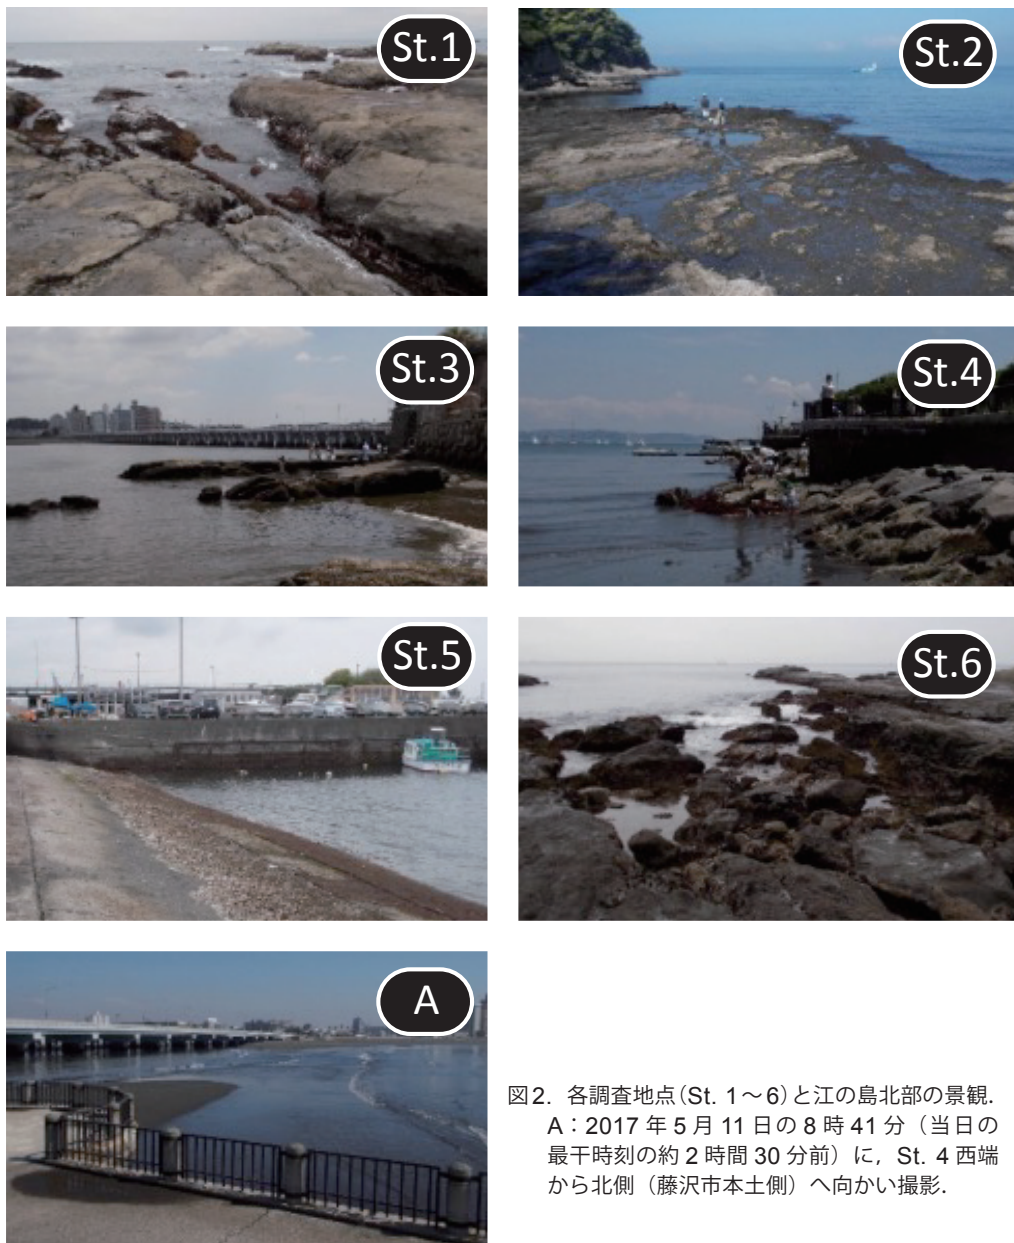 St.1
St.2
St.3
St.4
St.5
St.6
A
図2. 各調査地点(St. 1～6)と江の島北部の景観.
A：2017 年 5 月 11 日の 8 時 41 分（当日の
最干時刻の約 2 時間 30 分前）に，St. 4 西端
から北側（藤沢市本土側）へ向かい撮影.